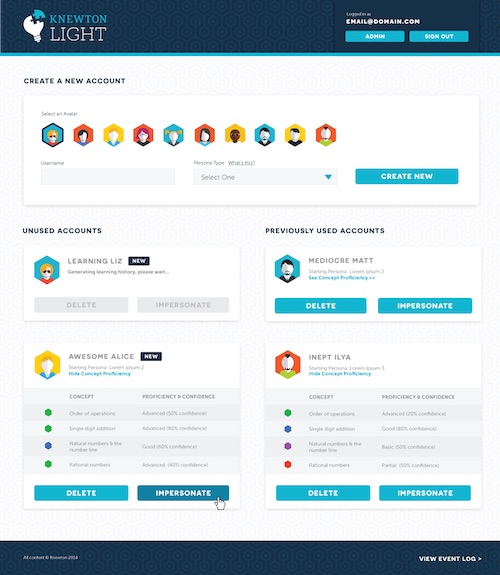 KNEWTON
LIGHT
Logged in as
EMAIL@DOMAIN.COM
ADMIN
SIGN OUT
CREATE A NEW ACCOUNT
Select an Avatar
Username
Persona Type What's this?
Select One
CREATE NEW
UNUSED ACCOUNTS
LEARNING LIZ NEW
Generating learning history, please wait...
DELETE
IMPERSONATE
AWESOME ALICE NEW
Starting Persona: Lorem Ipsum 2
Hide Concept Proficiency
CONCEPT PROFICIENCY & CONFIDENCE
Order of operations Advanced (50% confidence)
Single digit addition Advanced (80% confidence)
Natural numbers & the
number line
Good (60% confidence)
Rational numbers Advanced (40% confidence)
DELETE
IMPERSONATE
PREVIOUSLY USED ACCOUNTS
MEDIOCRE MATT
Starting Persona: Lorem Ipsum 2
See Concept Proficiency >>
DELETE
IMPERSONATE
INEPT ILYA
Starting Persona: Lorem Ipsum 3
Hide Concept Proficiency
CONCEPT PROFICIENCY & CONFIDENCE
Order of operations Advanced (20% confidence)
Single digit addition Good (80% confidence)
Natural numbers & the
number line
Basic (50% confidence)
Rational numbers Partial (50% confidence)
DELETE
IMPERSONATE
All content © Knewton 2014
VIEW EVENT LOG >